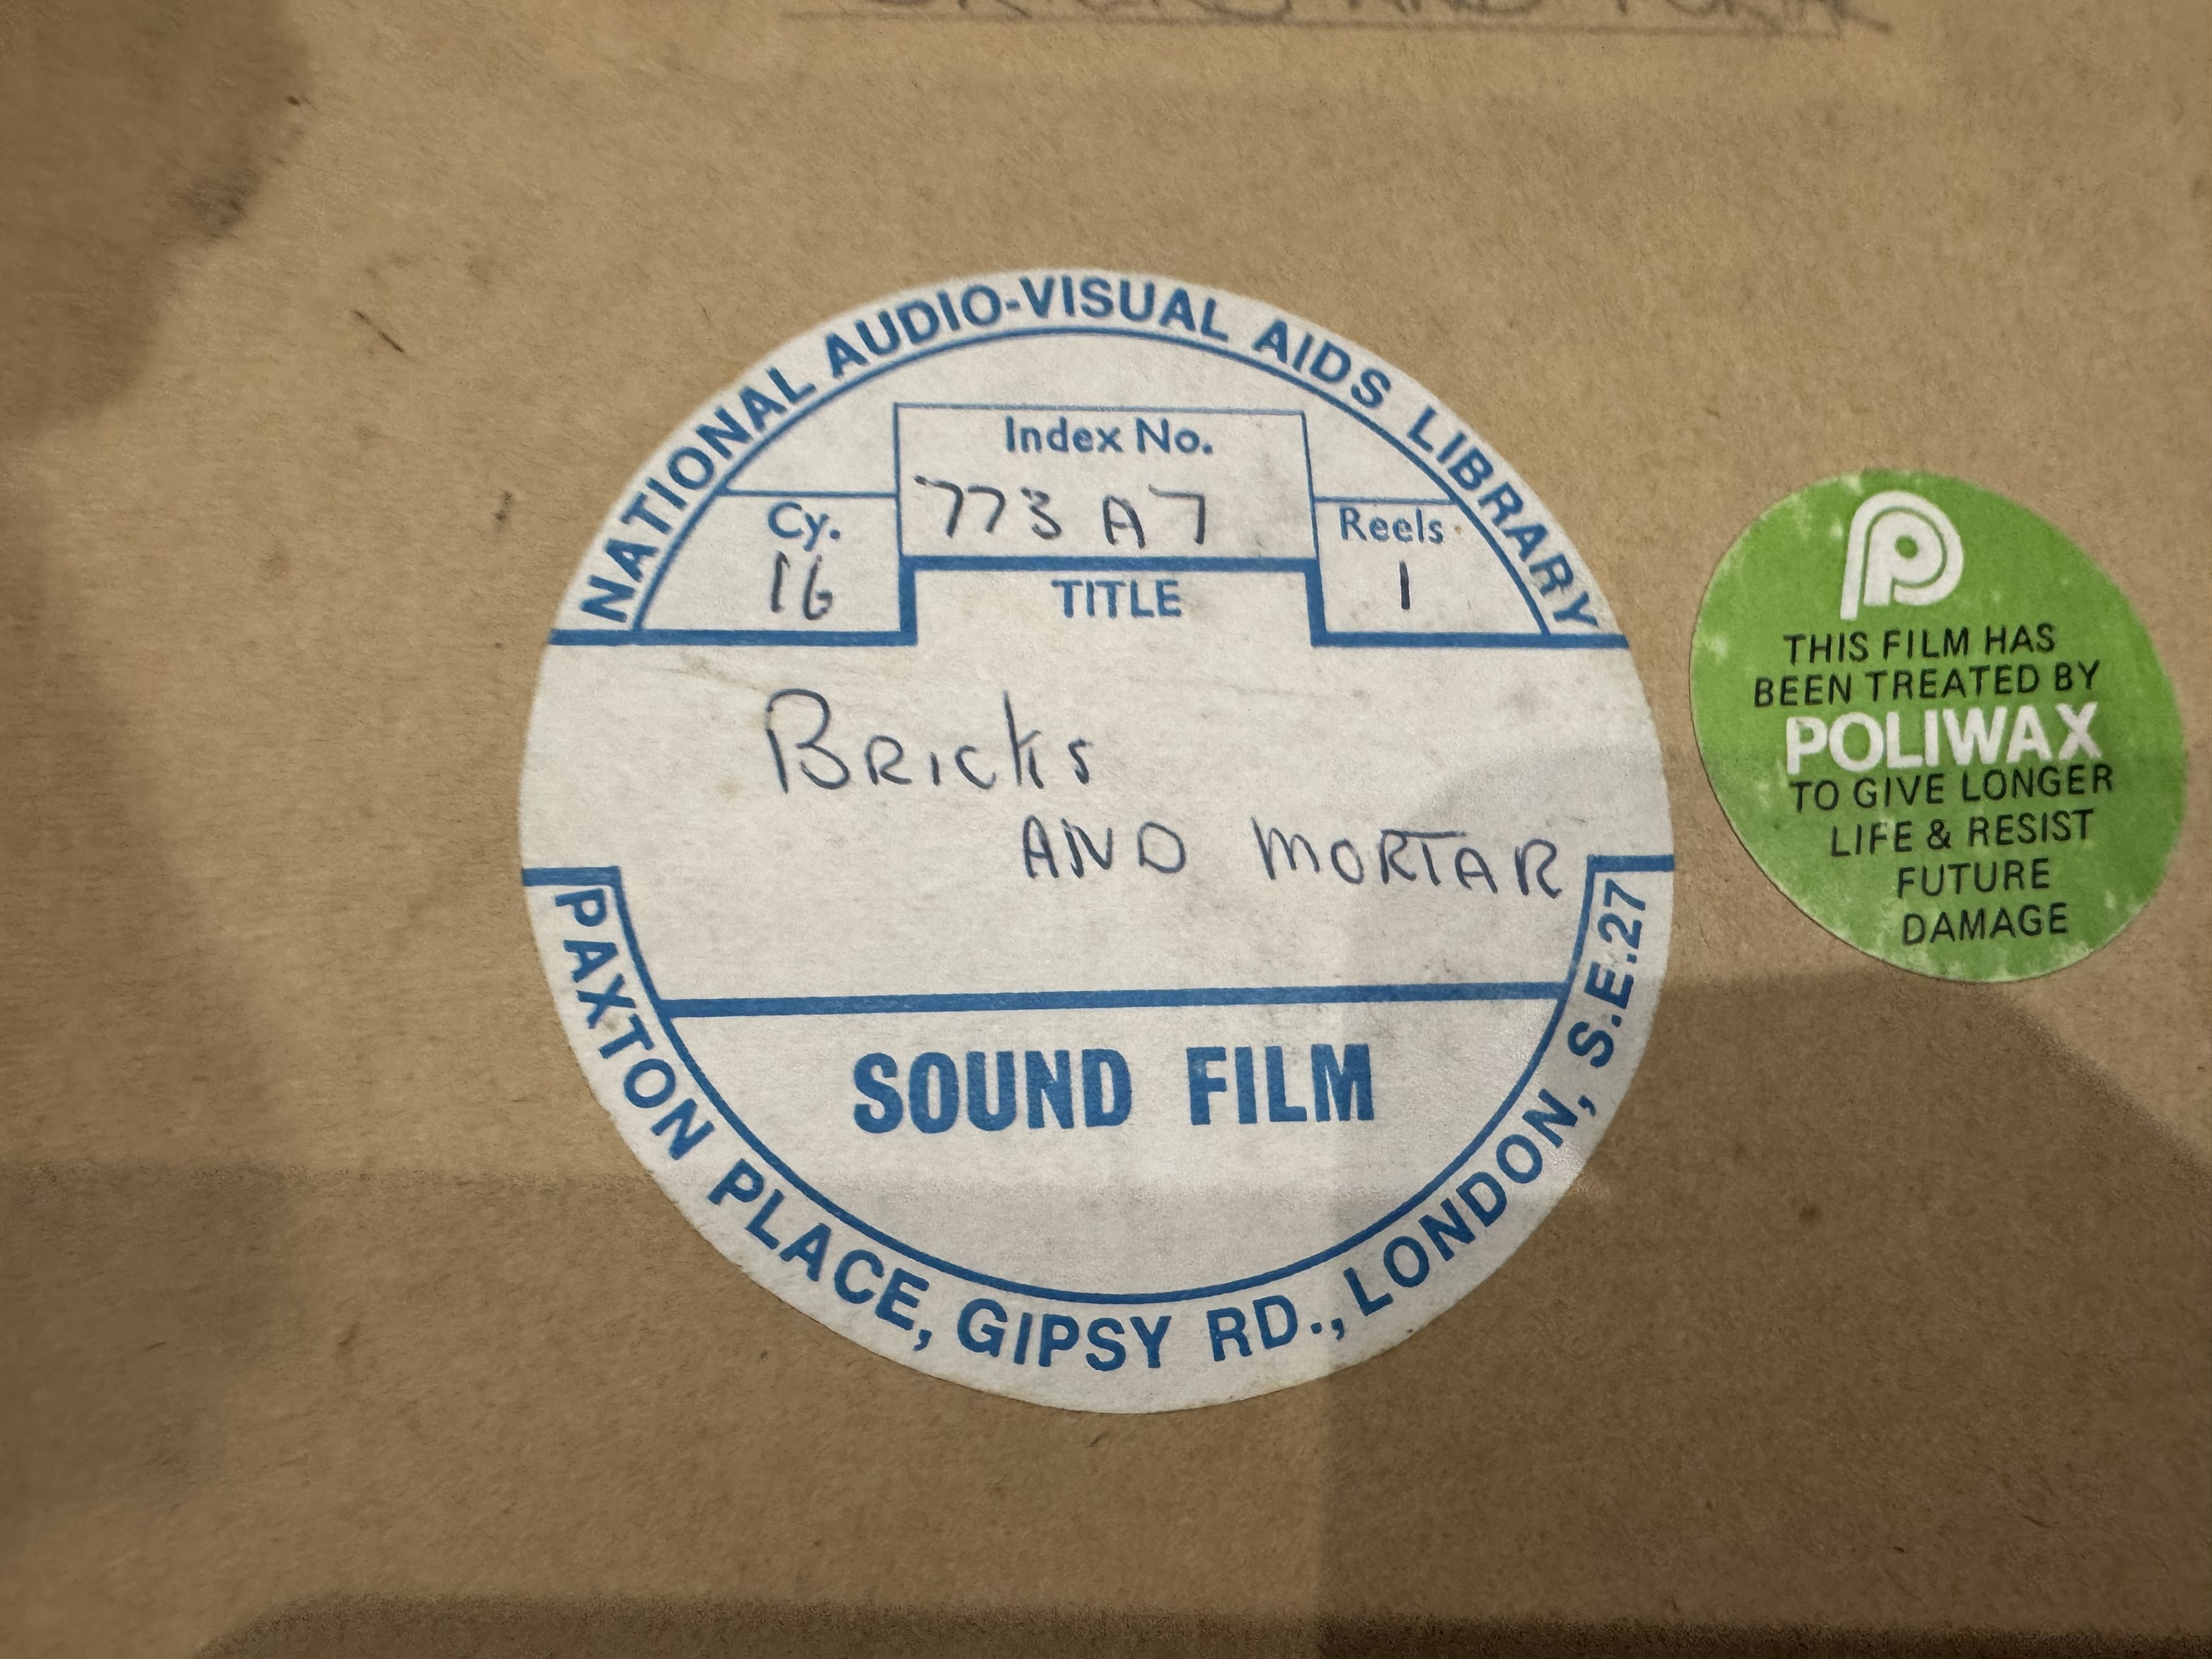 NATIONAL AUDIO-VISUAL AIDS LIBRARY
Index No.
773 A7
Cy.
16
Reels
1
TITLE
Bricks
AND MORTAR
SOUND FILM
PAXTON PLACE, GIPSY RD., LONDON, S.E.27
P
THIS FILM HAS
BEEN TREATED BY
POLIWAX
TO GIVE LONGER
LIFE & RESIST
FUTURE
DAMAGE